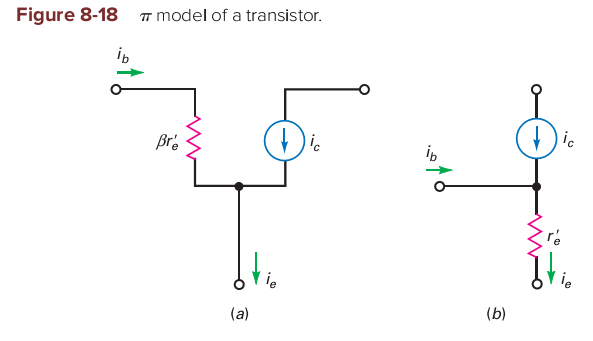 Figure 8-18 π model of a transistor.
i_b
βr'_e
i_c
i_e
(a)
i_b
i_c
r'_e
i_e
(b)